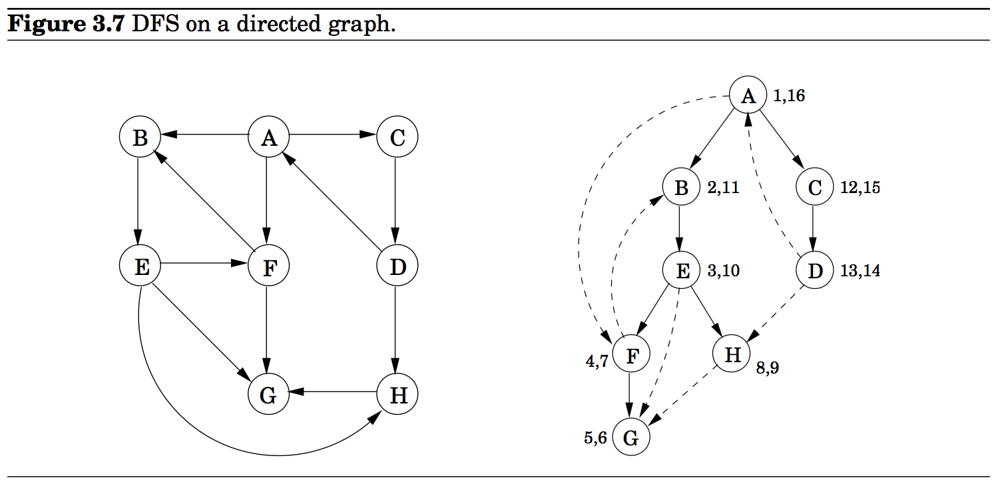 Figure 3.7 DFS on a directed graph.
B A C
E F D
G H
A 1,16
B 2,11 C 12,15
E 3,10 D 13,14
4,7 F H 8,9
5,6 G